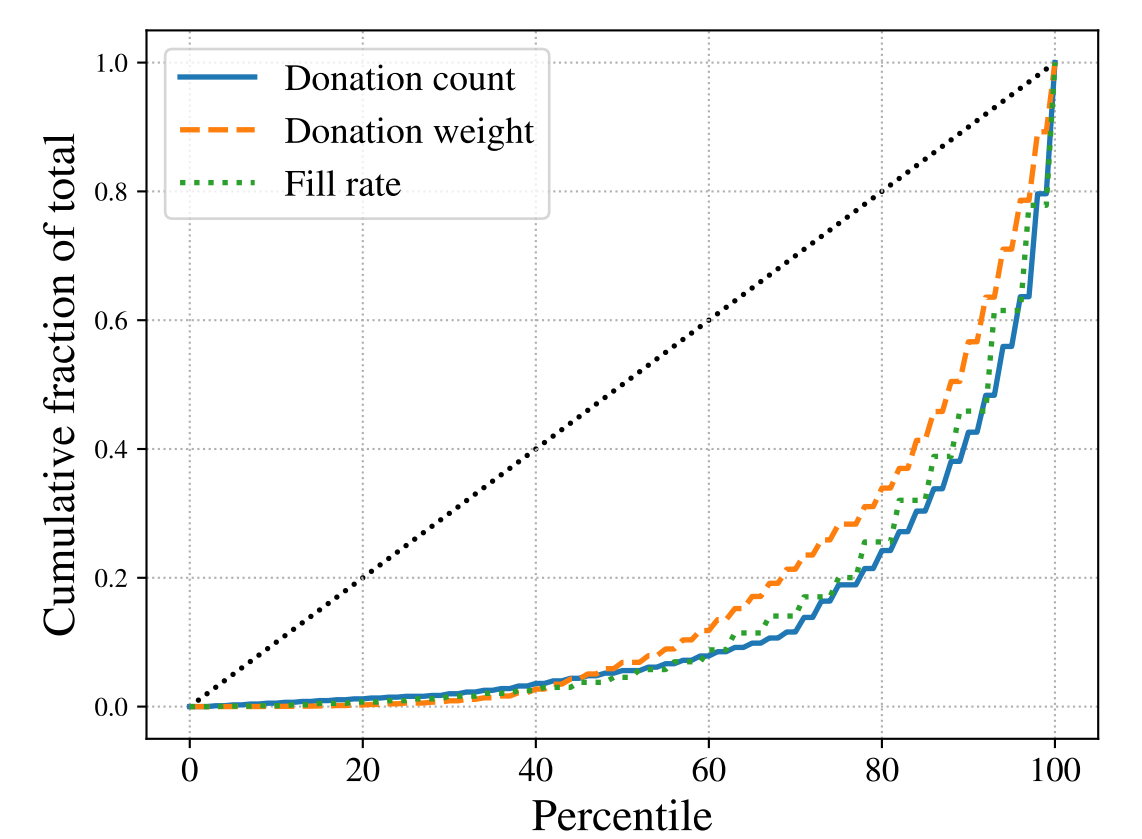 Donation count
Donation weight
Fill rate
Cumulative fraction of total
1.0
0.8
0.6
0.4
0.2
0.0
0 20 40 60 80 100
Percentile